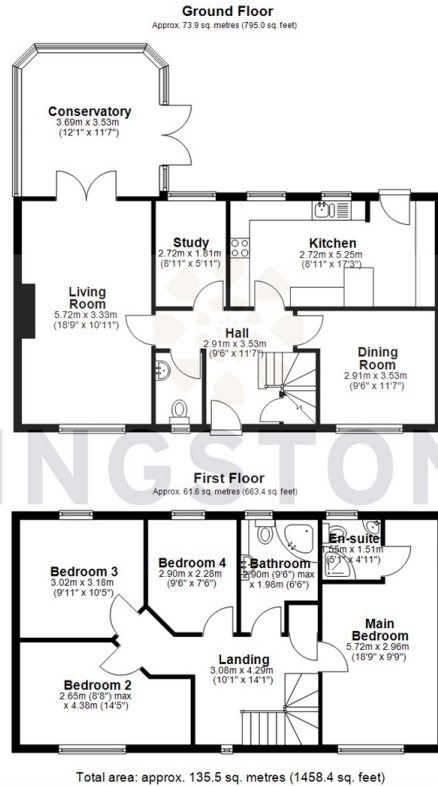 Ground Floor
Approx. 73.9 sq. metres (795.0 sq. feet)
Conservatory
3.69m x 3.53m
(12'1" x 11'7")
Study
2.72m x 1.81m
(8'11" x 5'11")
Kitchen
2.72m x 5.25m
(8'11" x 17'3")
Living
Room
5.72m x 3.33m
(18'9" x 10'11")
Hall
2.91m x 3.53m
(9'6" x 11'7")
Dining
Room
2.91m x 3.53m
(9'6" x 11'7")
INGSTON
First Floor
Approx. 61.6 sq. metres (663.4 sq. feet)
Bedroom 3
3.02m x 3.18m
(9'11" x 10'5")
Bedroom 4
2.90m x 2.28m
(9'6" x 7'6")
Bathroom
2.90m (9'6") max
x 1.98m (6'6")
En-suite
1.55m x 1.51m
(5'1" x 4'11")
Main
Bedroom
5.72m x 2.96m
(18'9" x 9'9")
Bedroom 2
2.65m (8'8") max
x 4.38m (14'5")
Landing
3.08m x 4.29m
(10'1" x 14'1")
Total area: approx. 135.5 sq. metres (1458.4 sq. feet)